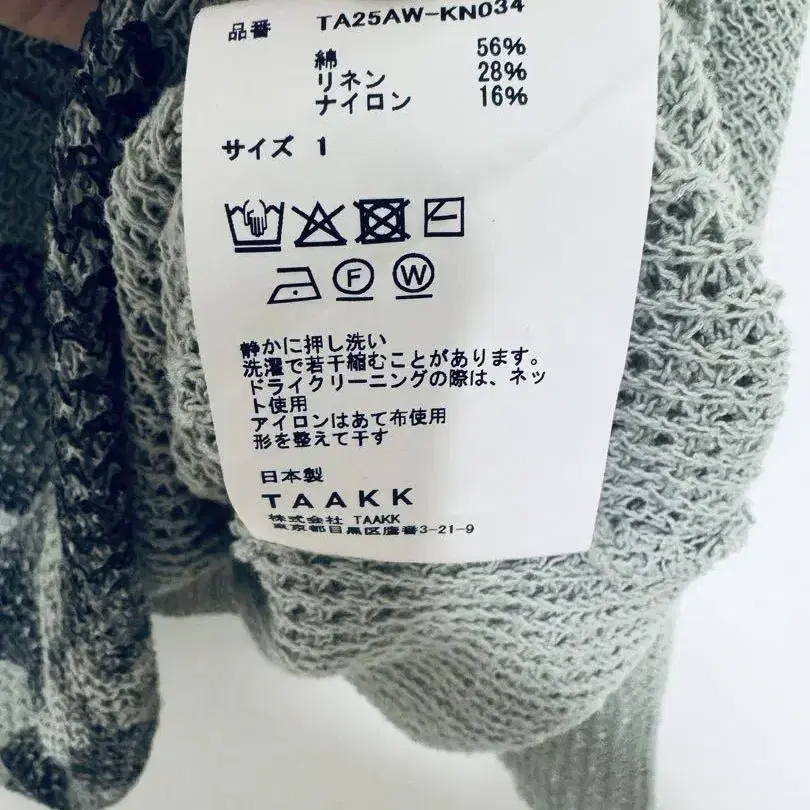 品番 TA25AW-KN034
綿 56%
リネン 28%
ナイロン 16%
サイズ 1
F W
静かに押し洗い
洗濯で若干縮むことがあります。
ドライクリーニングの際は、ネッ
ト使用
アイロンはあて布使用
形を整えて干す
日本製
TAAKK
株式会社 TAAKK
東京都目黒区鷹番3-21-9